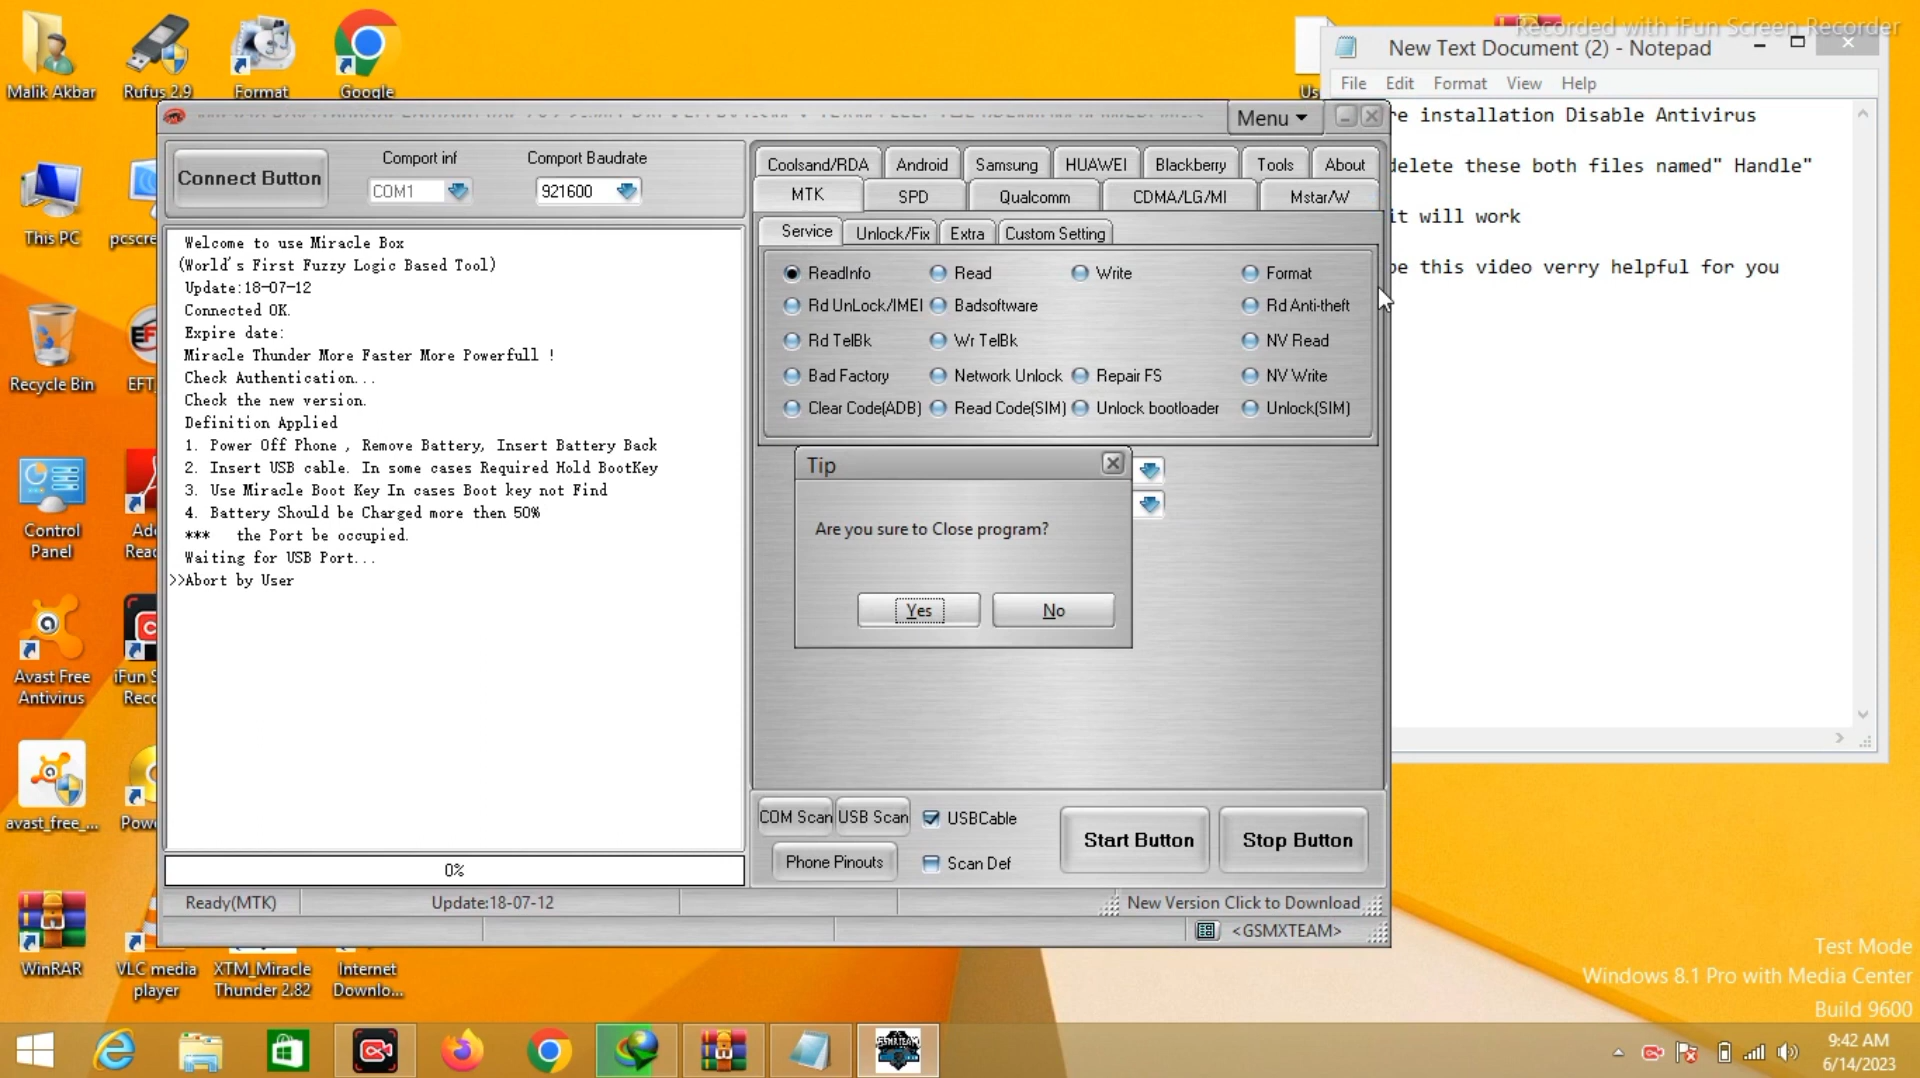 Recorded with iFun Screen Recorder
Malik Akbar
Rufus 2.9
Format
Google
Us
New Text Document (2) - Notepad
File Edit Format View Help
re installation Disable Antivirus
delete these both files named" Handle"
it will work
pe this video verry helpful for you
Menu
Connect Button
Comport inf
COM1
Comport Baudrate
921600
Coolsand/RDA Android Samsung HUAWEI Blackberry Tools About
MTK SPD Qualcomm CDMA/LG/MI Mstar/W
Service Unlock/Fix Extra Custom Setting
ReadInfo Read Write Format
Rd UnLock/IMEI Badsoftware Rd Anti-theft
Rd TelBk Wr TelBk NV Read
Bad Factory Network Unlock Repair FS NV Write
Clear Code(ADB) Read Code(SIM) Unlock bootloader Unlock(SIM)
Welcome to use Miracle Box
(World's First Fuzzy Logic Based Tool)
Update:18-07-12
Connected OK.
Expire date:
Miracle Thunder More Faster More Powerfull !
Check Authentication...
Check the new version.
Definition Applied
1. Power Off Phone , Remove Battery, Insert Battery Back
2. Insert USB cable. In some cases Required Hold BootKey
3. Use Miracle Boot Key In cases Boot key not Find
4. Battery Should be Charged more then 50%
*** the Port be occupied.
Waiting for USB Port...
>>Abort by User
Tip
Are you sure to Close program?
Yes No
COM Scan USB Scan USBCable
Phone Pinouts Scan Def
Start Button Stop Button
0%
Ready(MTK) Update:18-07-12 New Version Click to Download
<GSMXTEAM>
This PC
pcscre
Recycle Bin
EFT
Control Panel
Ado
Rea
Avast Free Antivirus
iFun S
Reco
avast_free_...
Powe
WinRAR
VLC media player
XTM_Miracle Thunder 2.82
Internet Downlo...
Test Mode
Windows 8.1 Pro with Media Center
Build 9600
9:42 AM
6/14/2023